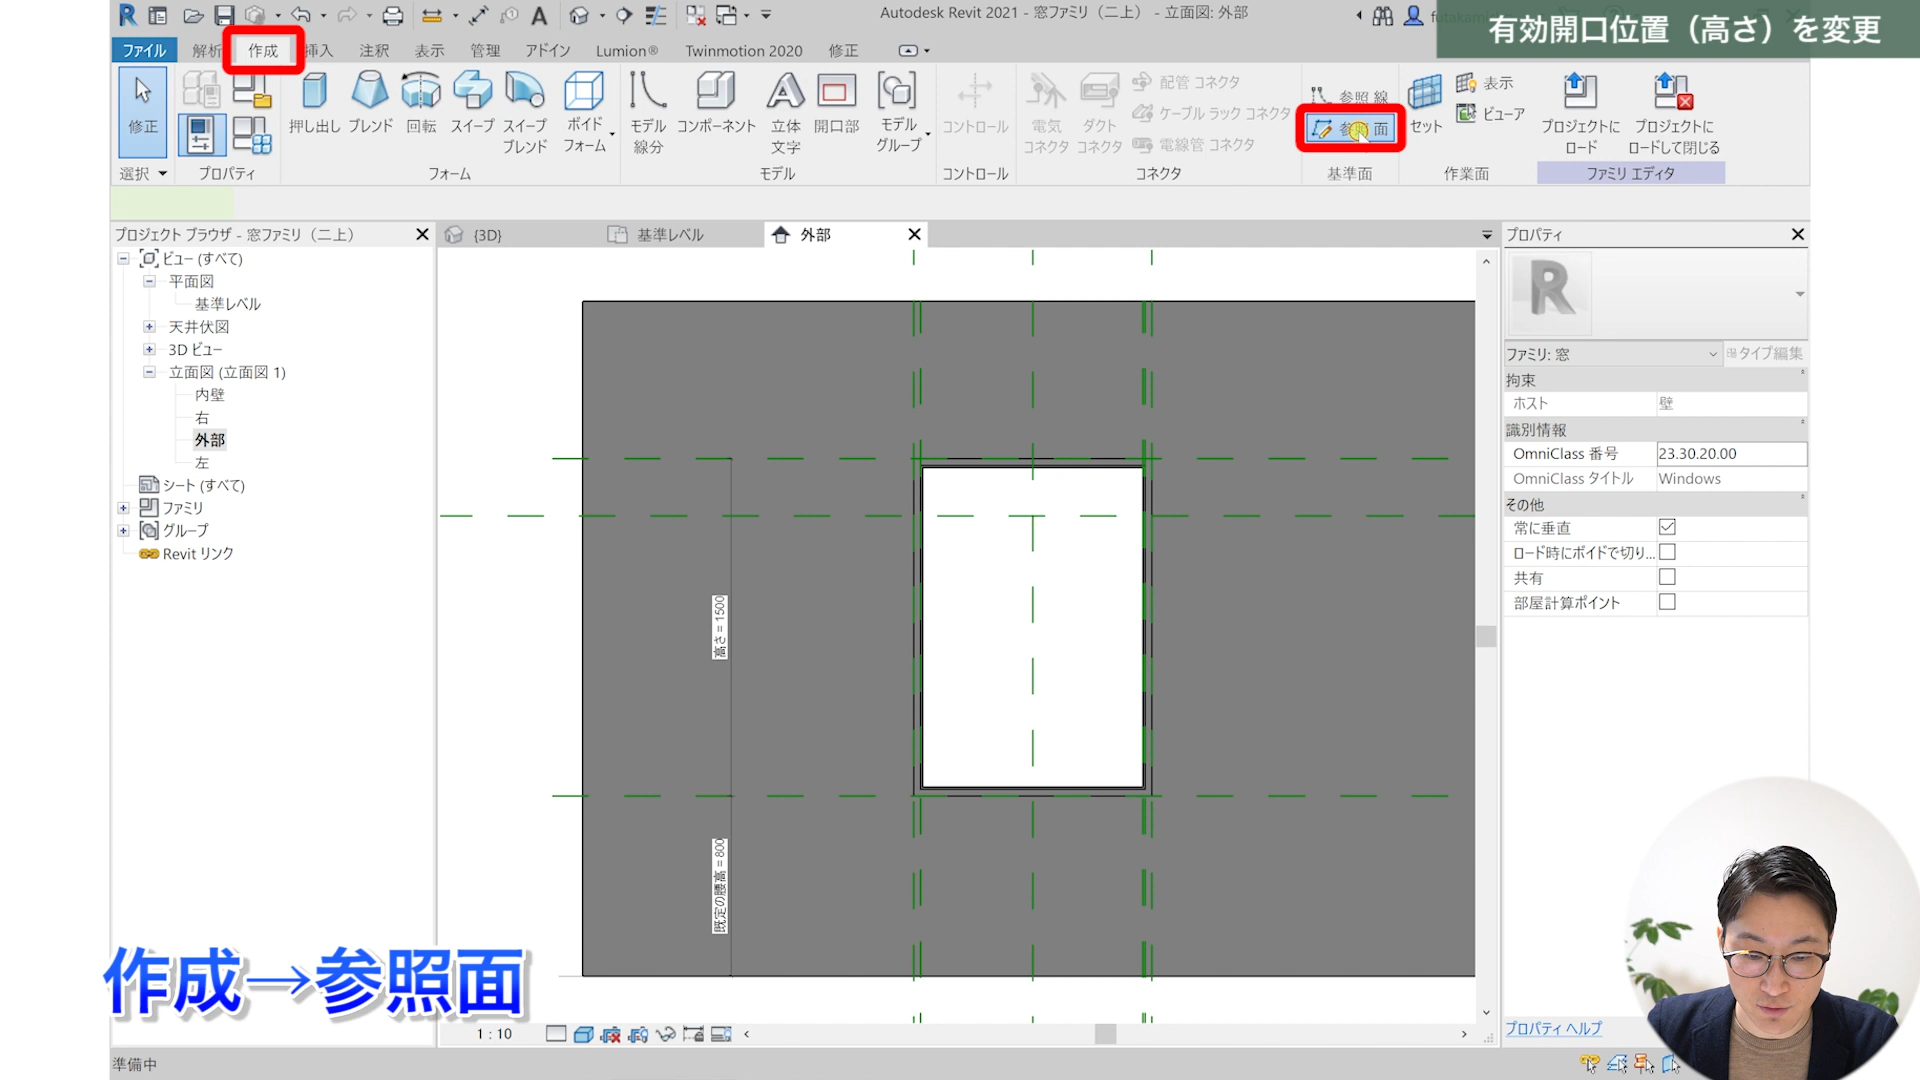 Autodesk Revit 2021 - 窓ファミリ（二上） - 立面図: 外部
有効開口位置（高さ）を変更
ファイル 解析 作成 挿入 注釈 表示 管理 アドイン Lumion® Twinmotion 2020 修正
修正
選択
プロパティ
押し出し ブレンド 回転 スイープ スイープ ブレンド ボイド フォーム
フォーム
モデル 線分 コンポーネント 立体 文字 開口部 モデル グループ
モデル
コントロール
コントロール
電気 コネクタ ダクト コネクタ
配管 コネクタ
ケーブル ラック コネクタ
電線管 コネクタ
コネクタ
参照 線
参照 面
基準面
セット
表示
ビューア
作業面
プロジェクトに ロード
プロジェクトに ロードして閉じる
ファミリ エディタ
プロジェクト ブラウザ - 窓ファミリ（二上）
ビュー (すべて)
平面図
基準レベル
天井伏図
3D ビュー
立面図 (立面図 1)
内壁
右
外部
左
シート (すべて)
ファミリ
グループ
Revit リンク
{3D} 基準レベル 外部
高さ = 1500
既定の腰高 = 800
プロパティ
R
ファミリ: 窓 タイプ編集
拘束
ホスト 壁
識別情報
OmniClass 番号 23.30.20.00
OmniClass タイトル Windows
その他
常に垂直
ロード時にボイドで切り...
共有
部屋計算ポイント
プロパティ ヘルプ
作成→参照面
1 : 10
準備中